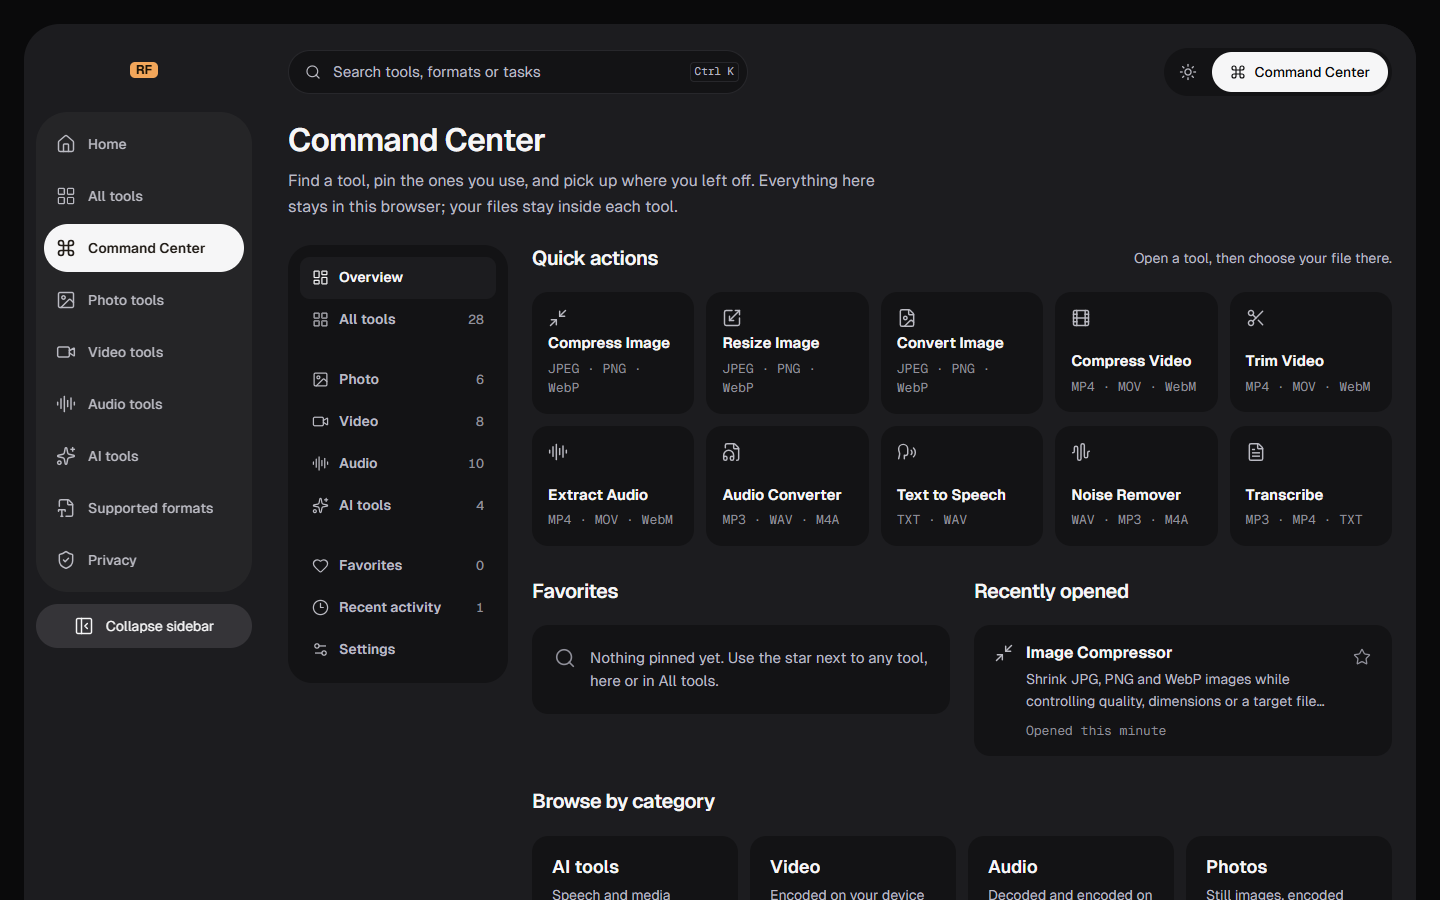 RF
Search tools, formats or tasks
Ctrl K
Command Center
Home
All tools
Command Center
Photo tools
Video tools
Audio tools
AI tools
Supported formats
Privacy
Collapse sidebar
Command Center
Find a tool, pin the ones you use, and pick up where you left off. Everything here
stays in this browser; your files stay inside each tool.
Overview
All tools 28
Photo 6
Video 8
Audio 10
AI tools 4
Favorites 0
Recent activity 1
Settings
Quick actions
Open a tool, then choose your file there.
Compress Image
JPEG · PNG ·
WebP
Resize Image
JPEG · PNG ·
WebP
Convert Image
JPEG · PNG ·
WebP
Compress Video
MP4 · MOV · WebM
Trim Video
MP4 · MOV · WebM
Extract Audio
MP4 · MOV · WebM
Audio Converter
MP3 · WAV · M4A
Text to Speech
TXT · WAV
Noise Remover
WAV · MP3 · M4A
Transcribe
MP3 · MP4 · TXT
Favorites
Nothing pinned yet. Use the star next to any tool,
here or in All tools.
Recently opened
Image Compressor
Shrink JPG, PNG and WebP images while
controlling quality, dimensions or a target file…
Opened this minute
Browse by category
AI tools
Speech and media
Video
Encoded on your device
Audio
Decoded and encoded on
Photos
Still images, encoded